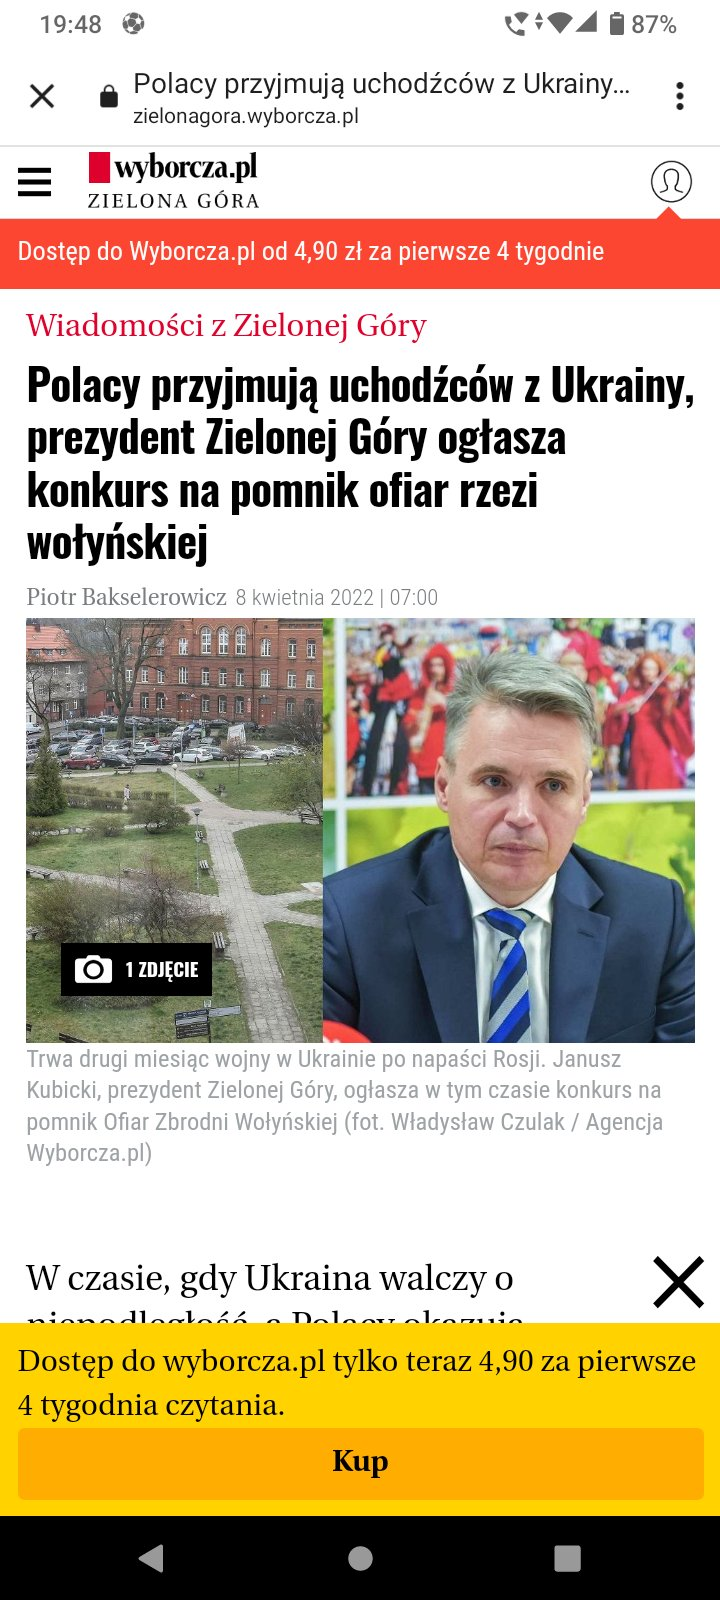 19:48
87%
Polacy przyjmują uchodźców z Ukrainy...
zielonagora.wyborcza.pl
wyborcza.pl
ZIELONA GÓRA
Dostęp do Wyborcza.pl od 4,90 zł za pierwsze 4 tygodnie
Wiadomości z Zielonej Góry
Polacy przyjmują uchodźców z Ukrainy,
prezydent Zielonej Góry ogłasza
konkurs na pomnik ofiar rzezi
wołyńskiej
Piotr Bakselerowicz 8 kwietnia 2022 | 07:00
1 ZDJĘCIE
Trwa drugi miesiąc wojny w Ukrainie po napaści Rosji. Janusz
Kubicki, prezydent Zielonej Góry, ogłasza w tym czasie konkurs na
pomnik Ofiar Zbrodni Wołyńskiej (fot. Władysław Czulak / Agencja
Wyborcza.pl)
W czasie, gdy Ukraina walczy o
niepodległość, a Polacy okazują
Dostęp do wyborcza.pl tylko teraz 4,90 za pierwsze
4 tygodnia czytania.
Kup